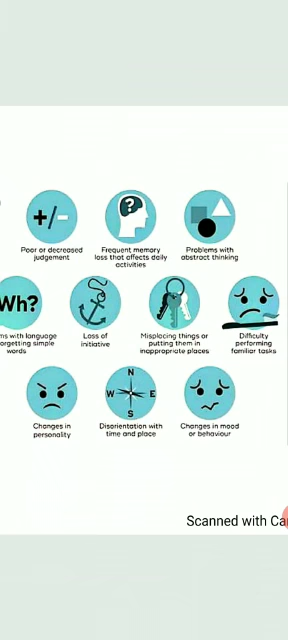 +/-
?
Poor or decreased
judgement
Frequent memory
loss that affects daily
activities
Problems with
abstract thinking
Wh?
ms with language
orgetting simple
words
Loss of
initiative
Misplacing things or
putting them in
inappropriate places
Difficulty
performing
familiar tasks
N
W E
S
Changes in
personality
Disorientation with
time and place
Changes in mood
or behaviour
Scanned with Ca